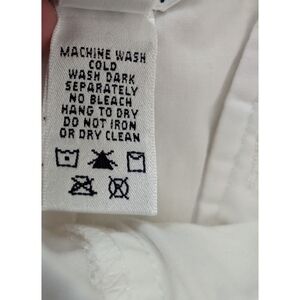 MACHINE WASH
COLD
WASH DARK
SEPARATELY
NO BLEACH
HANG TO DRY
DO NOT IRON
OR DRY CLEAN